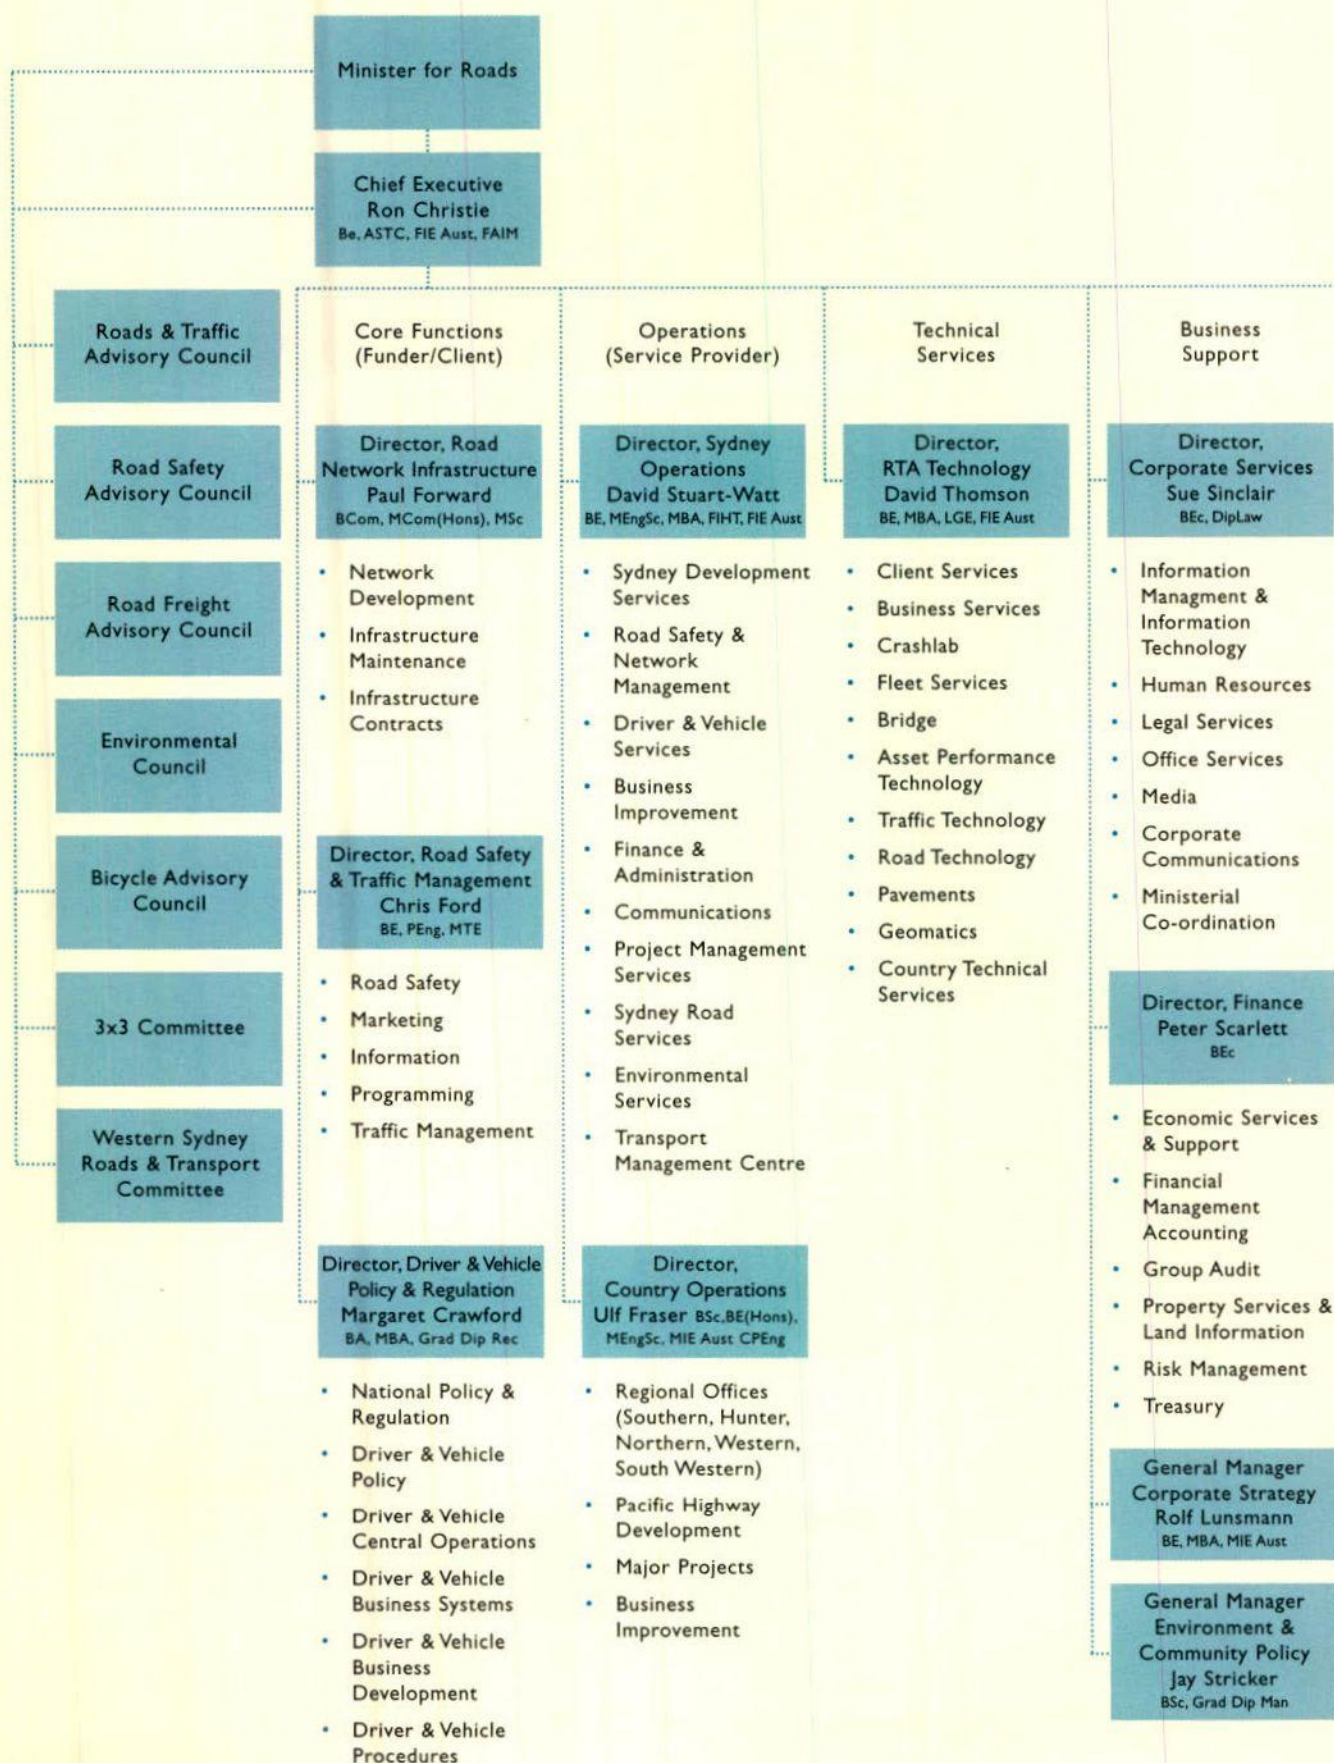 Minister for Roads
Chief Executive
Ron Christie
Be, ASTC, FIE Aust, FAIM
Roads & Traffic
Advisory Council
Road Safety
Advisory Council
Road Freight
Advisory Council
Environmental
Council
Bicycle Advisory
Council
3x3 Committee
Western Sydney
Roads & Transport
Committee
Core Functions
(Funder/Client)
Director, Road
Network Infrastructure
Paul Forward
BCom, MCom(Hons), MSc
• Network
Development
• Infrastructure
Maintenance
• Infrastructure
Contracts
Director, Road Safety
& Traffic Management
Chris Ford
BE, PEng, MTE
• Road Safety
• Marketing
• Information
• Programming
• Traffic Management
Director, Driver & Vehicle
Policy & Regulation
Margaret Crawford
BA, MBA, Grad Dip Rec
• National Policy &
Regulation
• Driver & Vehicle
Policy
• Driver & Vehicle
Central Operations
• Driver & Vehicle
Business Systems
• Driver & Vehicle
Business
Development
• Driver & Vehicle
Procedures
Operations
(Service Provider)
Director, Sydney
Operations
David Stuart-Watt
BE, MEngSc, MBA, FIHT, FIE Aust
• Sydney Development
Services
• Road Safety &
Network
Management
• Driver & Vehicle
Services
• Business
Improvement
• Finance &
Administration
• Communications
• Project Management
Services
• Sydney Road
Services
• Environmental
Services
• Transport
Management Centre
Director,
Country Operations
Ulf Fraser BSc,BE(Hons),
MEngSc, MIE Aust CPEng
• Regional Offices
(Southern, Hunter,
Northern, Western,
South Western)
• Pacific Highway
Development
• Major Projects
• Business
Improvement
Technical
Services
Director,
RTA Technology
David Thomson
BE, MBA, LGE, FIE Aust
• Client Services
• Business Services
• Crashlab
• Fleet Services
• Bridge
• Asset Performance
Technology
• Traffic Technology
• Road Technology
• Pavements
• Geomatics
• Country Technical
Services
Business
Support
Director,
Corporate Services
Sue Sinclair
BEc, DipLaw
• Information
Managment &
Information
Technology
• Human Resources
• Legal Services
• Office Services
• Media
• Corporate
Communications
• Ministerial
Co-ordination
Director, Finance
Peter Scarlett
BEc
• Economic Services
& Support
• Financial
Management
Accounting
• Group Audit
• Property Services &
Land Information
• Risk Management
• Treasury
General Manager
Corporate Strategy
Rolf Lunsmann
BE, MBA, MIE Aust
General Manager
Environment &
Community Policy
Jay Stricker
BSc, Grad Dip Man